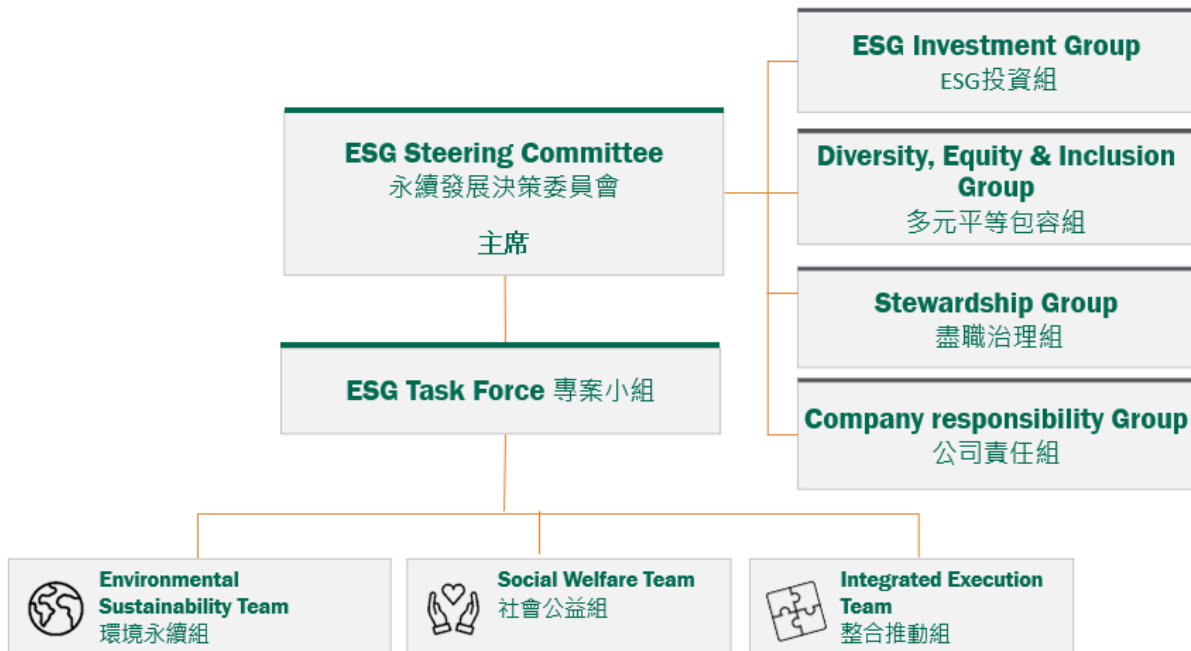 ESG Investment Group
ESG投資組
ESG Steering Committee
永續發展決策委員會
主席
Diversity, Equity & Inclusion
Group
多元平等包容組
Stewardship Group
盡職治理組
ESG Task Force 專案小組
Company responsibility Group
公司責任組
Environmental
Sustainability Team
環境永續組
Social Welfare Team
社會公益組
Integrated Execution
Team
整合推動組